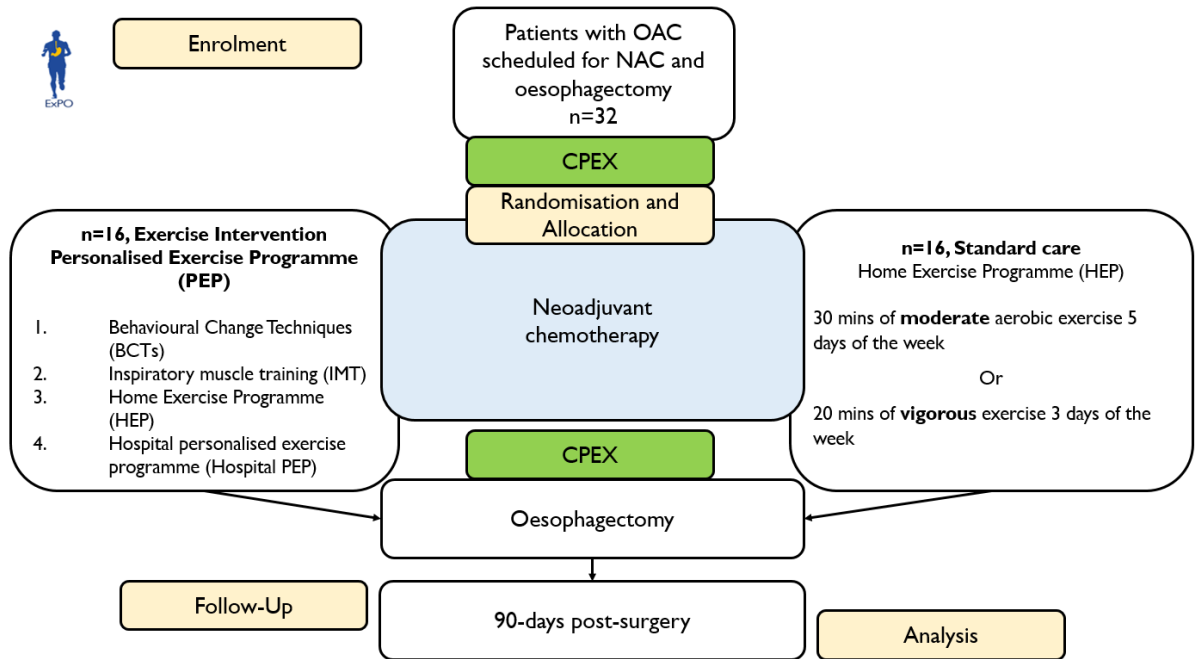 ExPO
Enrolment
Patients with OAC
scheduled for NAC and
oesophagectomy
n=32
CPEX
Randomisation and
Allocation
n=16, Exercise Intervention
Personalised Exercise Programme
(PEP)
1. Behavioural Change Techniques
(BCTs)
2. Inspiratory muscle training (IMT)
3. Home Exercise Programme
(HEP)
4. Hospital personalised exercise
programme (Hospital PEP)
Neoadjuvant
chemotherapy
n=16, Standard care
Home Exercise Programme (HEP)
30 mins of moderate aerobic exercise 5
days of the week
Or
20 mins of vigorous exercise 3 days of the
week
CPEX
Oesophagectomy
Follow-Up
90-days post-surgery
Analysis